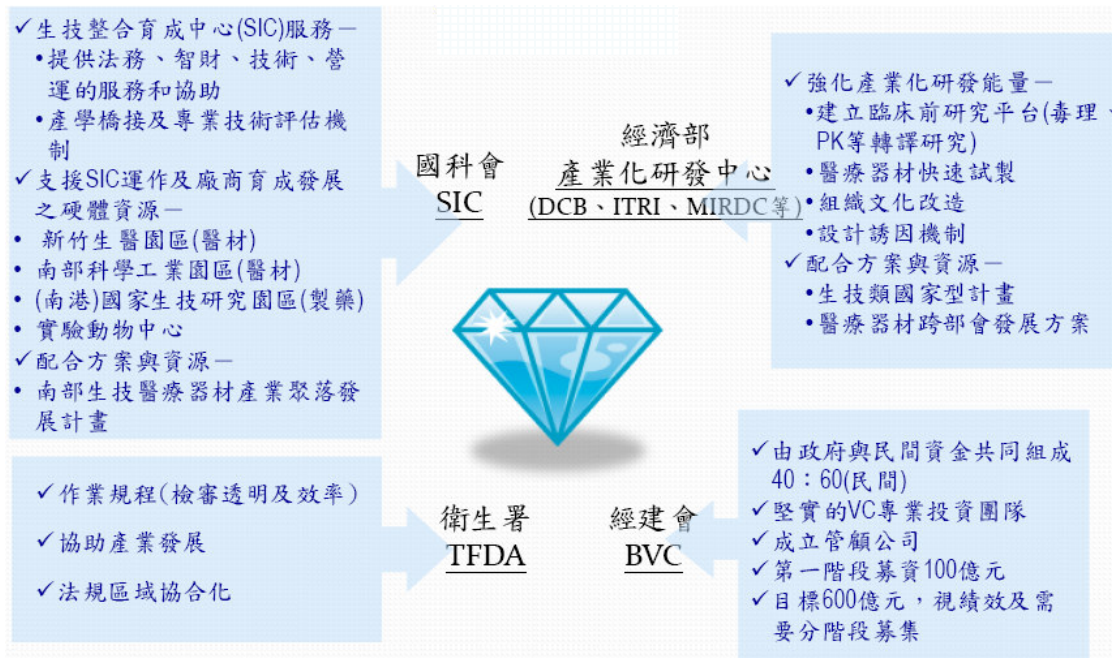 ✓生技整合育成中心(SIC)服務－
•提供法務、智財、技術、營
運的服務和協助
•產學橋接及專業技術評估機
制
✓支援SIC運作及廠商育成發展
之硬體資源－
• 新竹生醫園區(醫材)
• 南部科學工業園區(醫材)
• (南港)國家生技研究園區(製藥)
• 實驗動物中心
✓配合方案與資源－
• 南部生技醫療器材產業聚落發
展計畫
國科會
SIC
經濟部
產業化研發中心
(DCB、ITRI、MIRDC等)
✓強化產業化研發能量－
•建立臨床前研究平台(毒理、
PK等轉譯研究)
•醫療器材快速試製
•組織文化改造
•設計誘因機制
✓配合方案與資源－
•生技類國家型計畫
•醫療器材跨部會發展方案
✓作業規程(檢審透明及效率)
✓協助產業發展
✓法規區域協合化
衛生署
TFDA
經建會
BVC
✓由政府與民間資金共同組成
40：60(民間)
✓堅實的VC專業投資團隊
✓成立管顧公司
✓第一階段募資100億元
✓目標600億元，視績效及需
要分階段募集